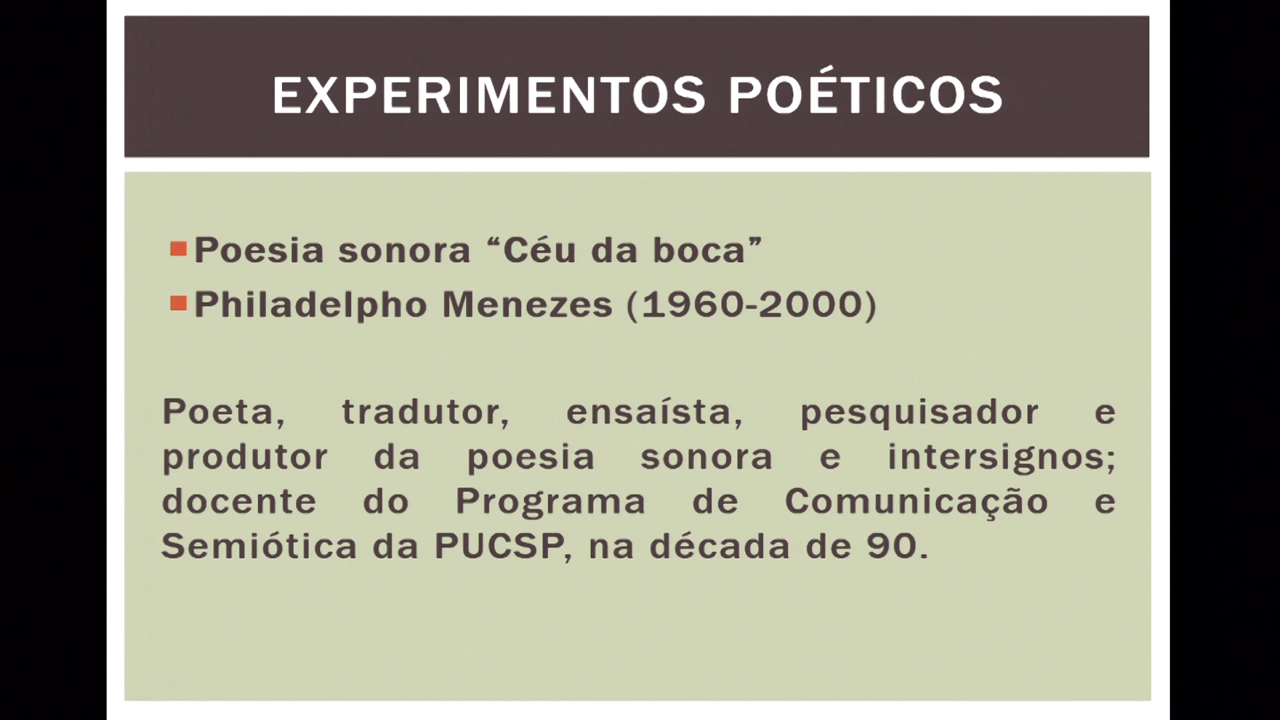 EXPERIMENTOS POÉTICOS
Poesia sonora “Céu da boca”
Philadelpho Menezes (1960-2000)
Poeta, tradutor, ensaísta, pesquisador e
produtor da poesia sonora e intersignos;
docente do Programa de Comunicação e
Semiótica da PUCSP, na década de 90.